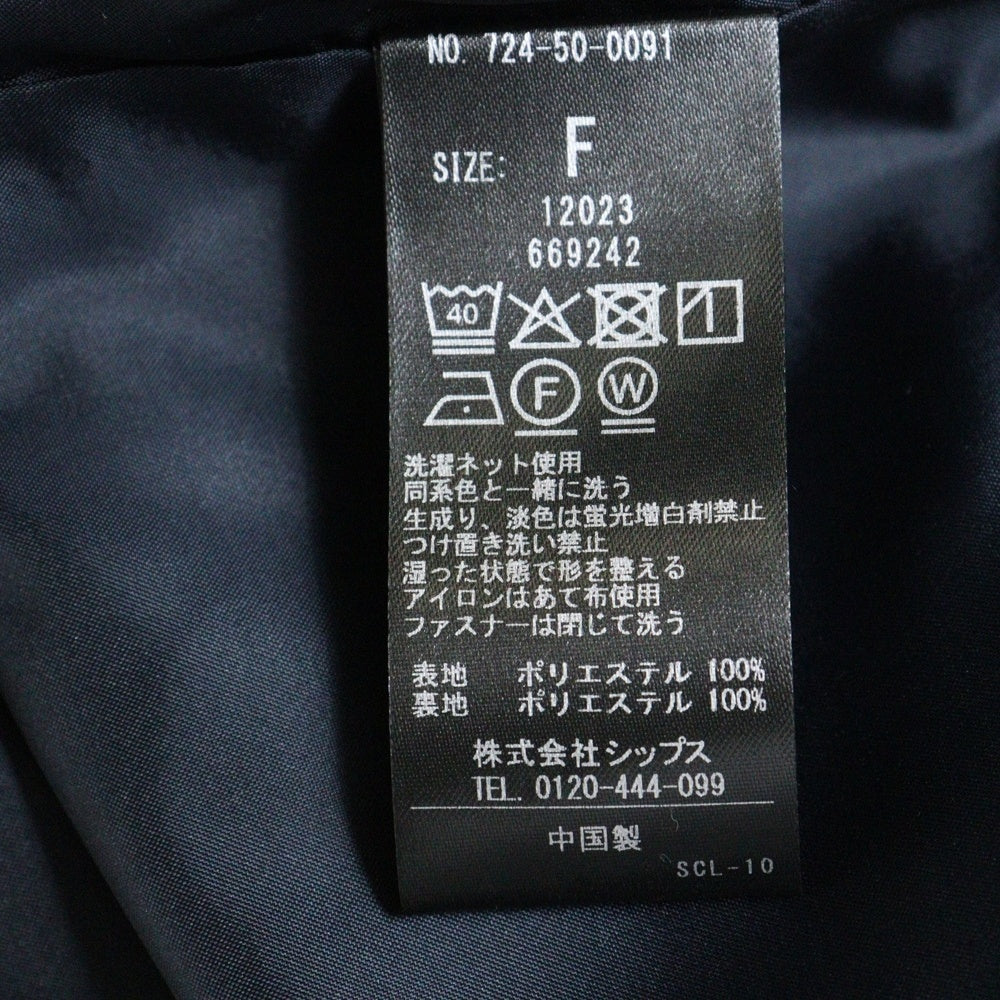 NO. 724-50-0091
SIZE: F
12023
669242
40
F W
洗濯ネット使用
同系色と一緒に洗う
生成り、淡色は蛍光増白剤禁止
つけ置き洗い禁止
湿った状態で形を整える
アイロンはあて布使用
ファスナーは閉じて洗う
表地 ポリエステル 100%
裏地 ポリエステル 100%
株式会社シップス
TEL. 0120-444-099
中国製
SCL-10